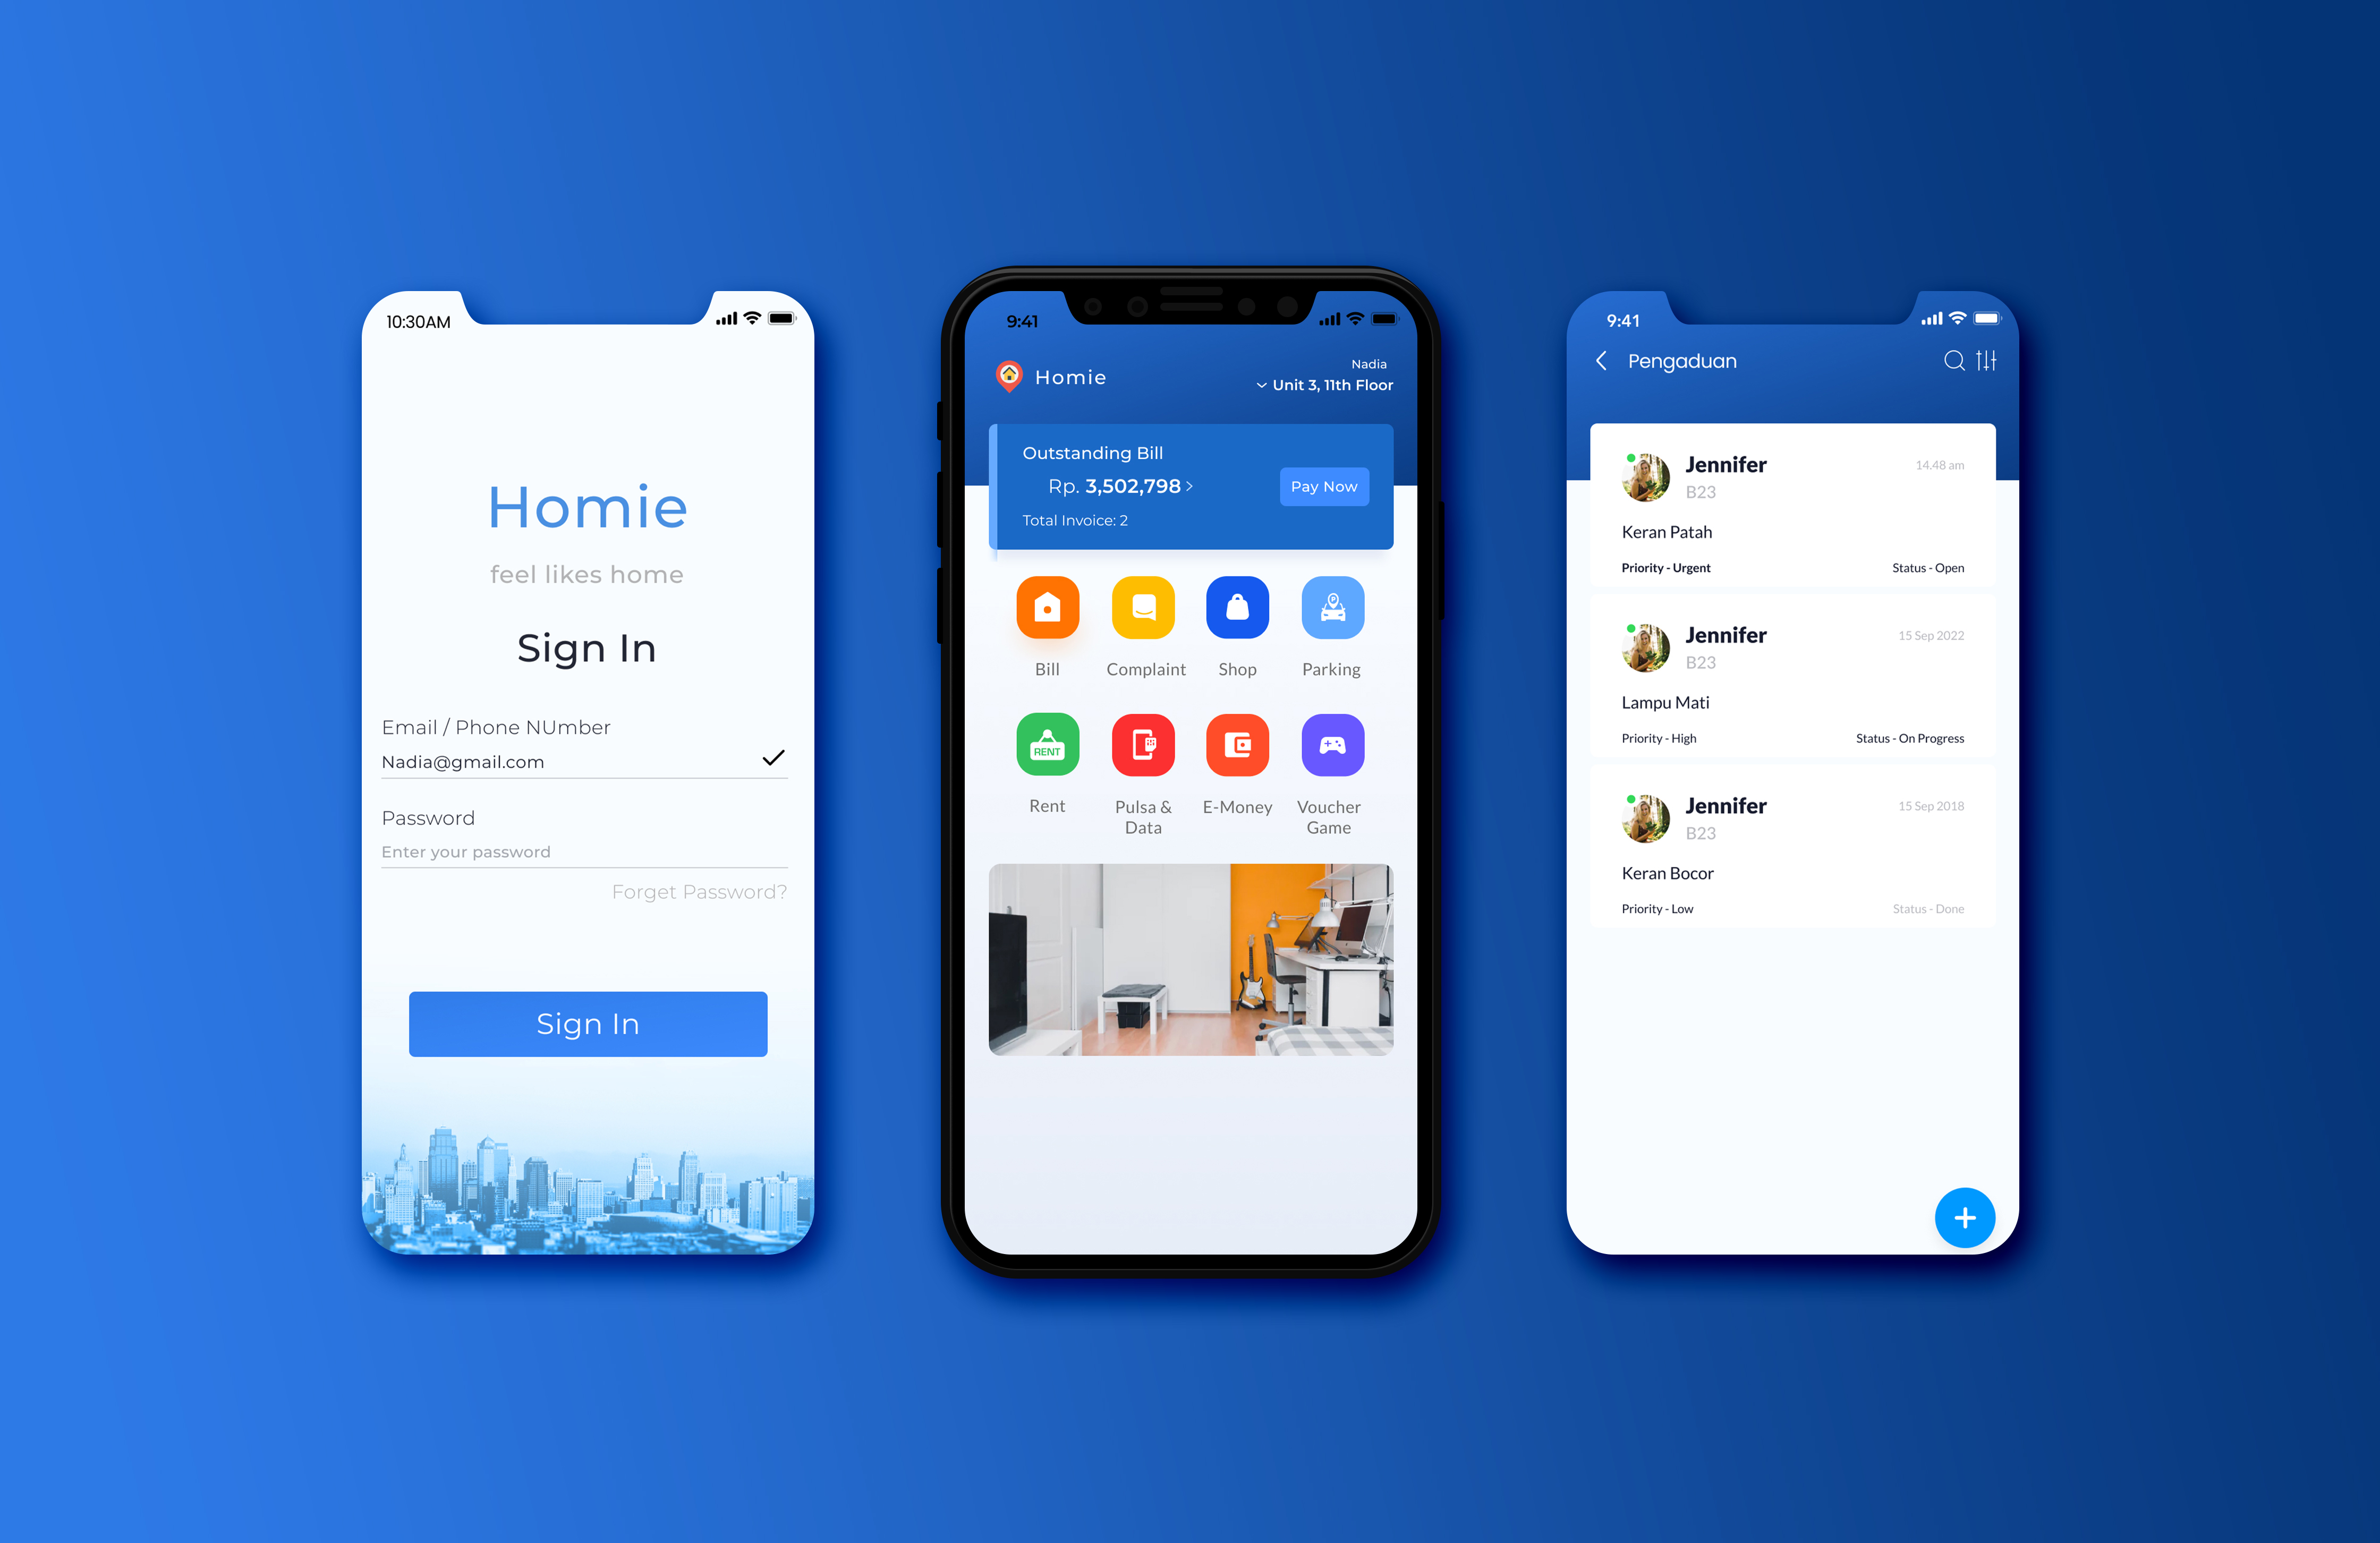 10:30AM
Homie
feel likes home
Sign In
Email / Phone NUmber
Nadia@gmail.com
Password
Enter your password
Forget Password?
Sign In
9:41
Homie
Nadia
Unit 3, 11th Floor
Outstanding Bill
Rp. 3,502,798 >
Pay Now
Total Invoice: 2
Bill Complaint Shop Parking
RENT
P
Rent Pulsa & Data E-Money Voucher Game
9:41
Pengaduan
Jennifer 14.48 am
B23
Keran Patah
Priority - Urgent Status - Open
Jennifer 15 Sep 2022
B23
Lampu Mati
Priority - High Status - On Progress
Jennifer 15 Sep 2018
B23
Keran Bocor
Priority - Low Status - Done